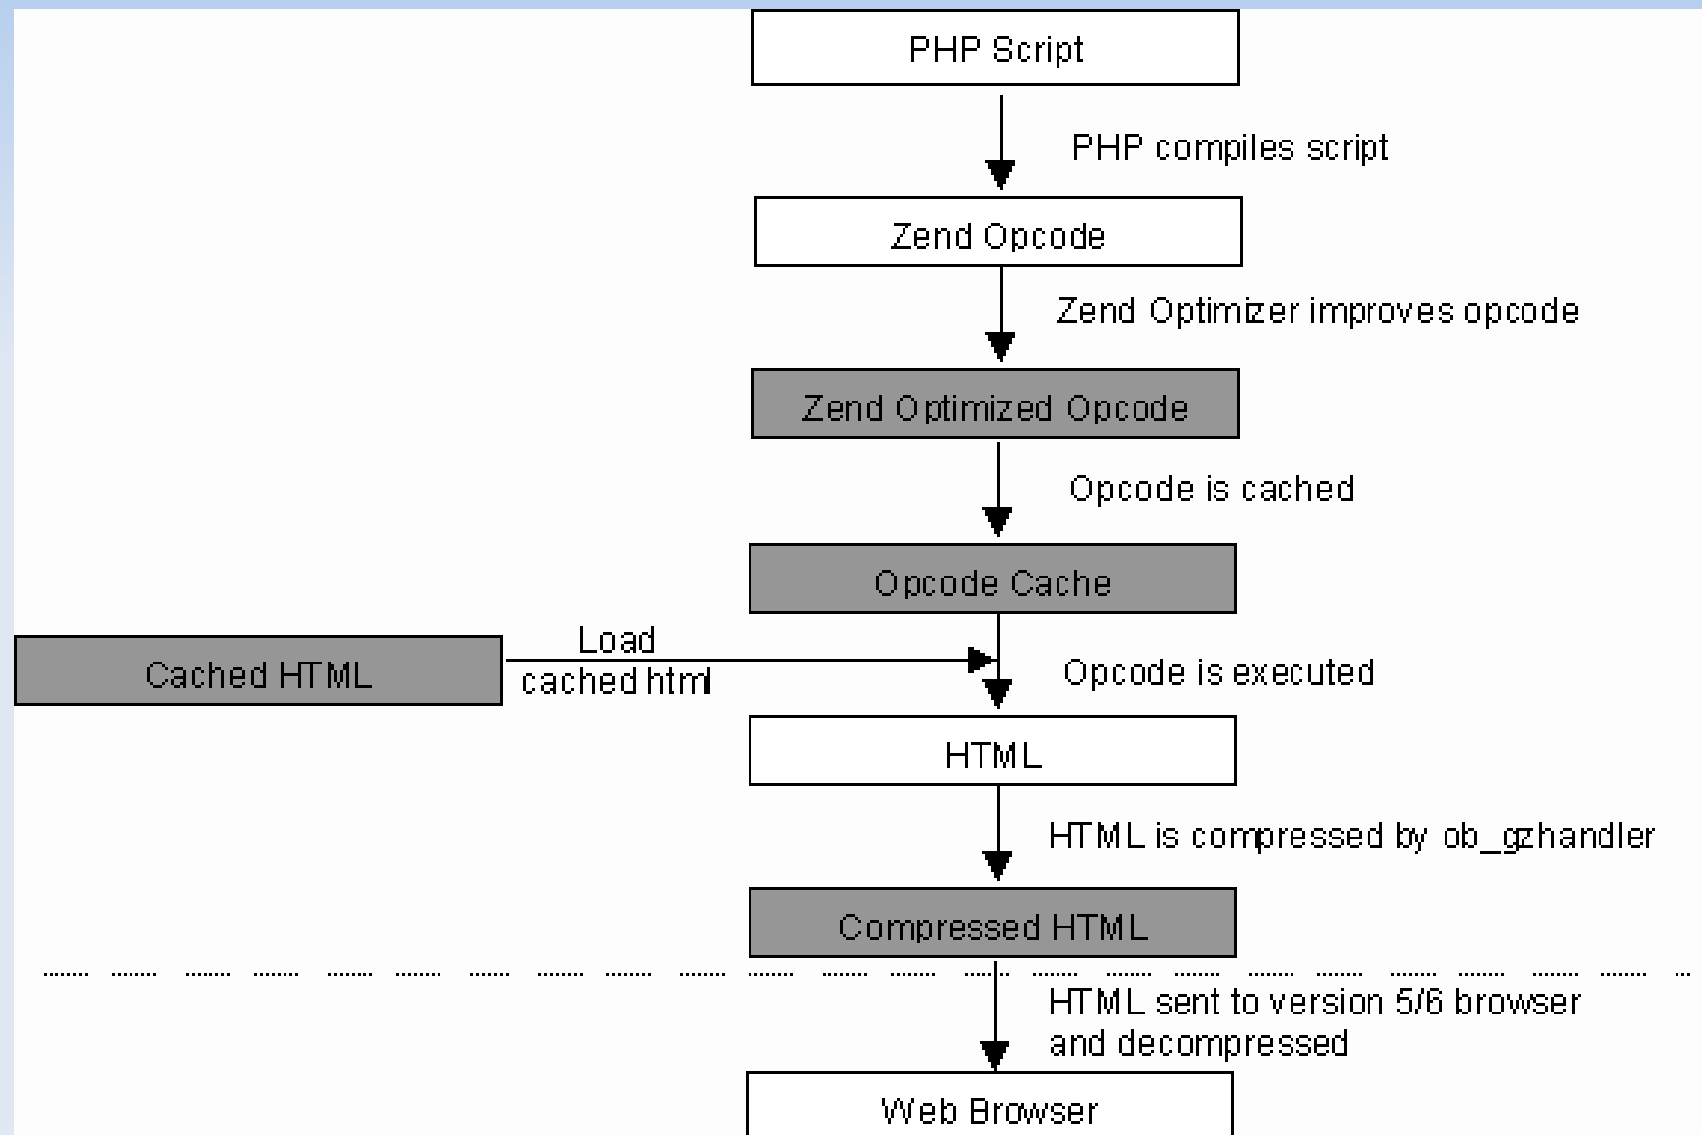 PHP Script
PHP compiles script
Zend Opcode
Zend Optimizer improves opcode
Zend Optimized Opcode
Opcode is cached
Opcode Cache
Load
cached html
Cached HTML
Opcode is executed
HTML
HTML is compressed by ob_gzhandler
Compressed HTML
HTML sent to version 5/6 browser
and decompressed
Web Browser